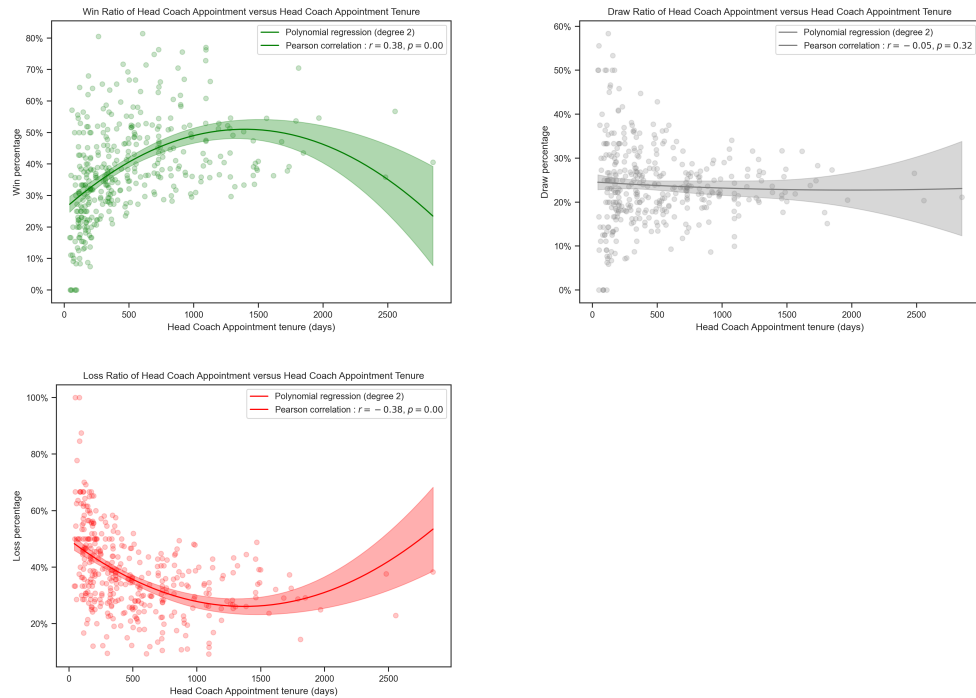 Win Ratio of Head Coach Appointment versus Head Coach Appointment Tenure
Polynomial regression (degree 2)
Pearson correlation : r = 0.38, p = 0.00
80%
70%
60%
50%
40%
30%
20%
10%
0%
Win percentage
0
500
1000
1500
2000
2500
Head Coach Appointment tenure (days)
Draw Ratio of Head Coach Appointment versus Head Coach Appointment Tenure
Polynomial regression (degree 2)
Pearson correlation : r = −0.05, p = 0.32
60%
50%
40%
30%
20%
10%
0%
Draw percentage
0
500
1000
1500
2000
2500
Head Coach Appointment tenure (days)
Loss Ratio of Head Coach Appointment versus Head Coach Appointment Tenure
Polynomial regression (degree 2)
Pearson correlation : r = −0.38, p = 0.00
100%
80%
60%
40%
20%
Loss percentage
0
500
1000
1500
2000
2500
Head Coach Appointment tenure (days)